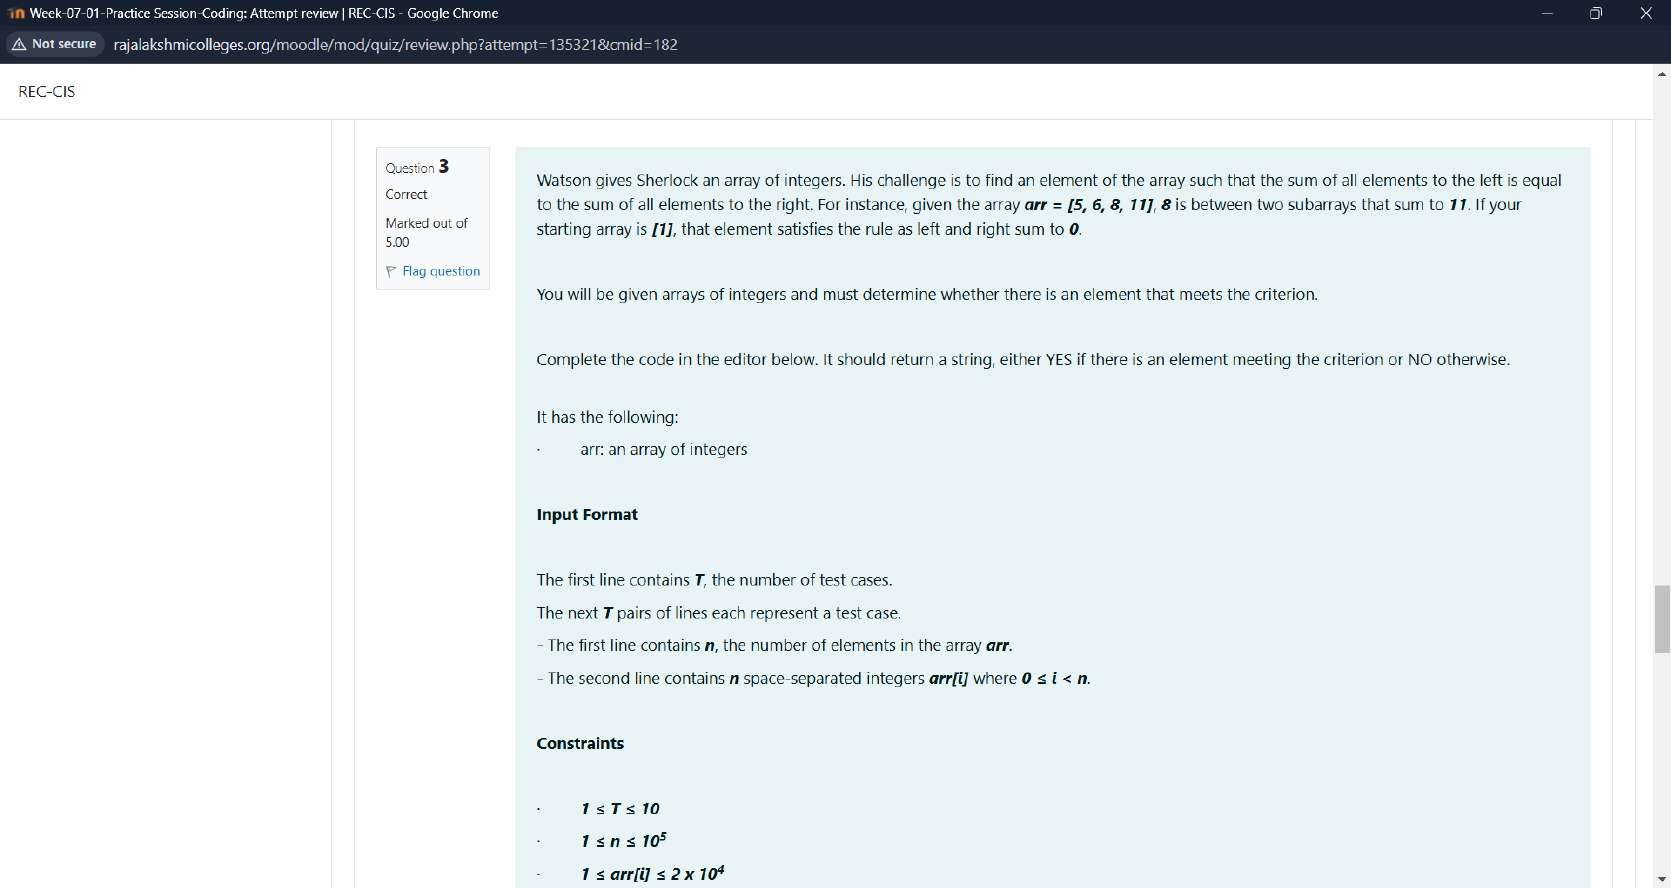 Week-07-01-Practice Session-Coding: Attempt review | REC-CIS - Google Chrome
Not secure rajalakshmicolleges.org/moodle/mod/quiz/review.php?attempt=135321&cmid=182
REC-CIS
Question 3
Correct
Marked out of
5.00
Flag question
Watson gives Sherlock an array of integers. His challenge is to find an element of the array such that the sum of all elements to the left is equal
to the sum of all elements to the right. For instance, given the array arr = [5, 6, 8, 11], 8 is between two subarrays that sum to 11. If your
starting array is [1], that element satisfies the rule as left and right sum to 0.
You will be given arrays of integers and must determine whether there is an element that meets the criterion.
Complete the code in the editor below. It should return a string, either YES if there is an element meeting the criterion or NO otherwise.
It has the following:
· arr: an array of integers
Input Format
The first line contains T, the number of test cases.
The next T pairs of lines each represent a test case.
- The first line contains n, the number of elements in the array arr.
- The second line contains n space-separated integers arr[i] where 0 ≤ i < n.
Constraints
· 1 ≤ T ≤ 10
· 1 ≤ n ≤ 10⁵
· 1 ≤ arr[i] ≤ 2 x 10⁴